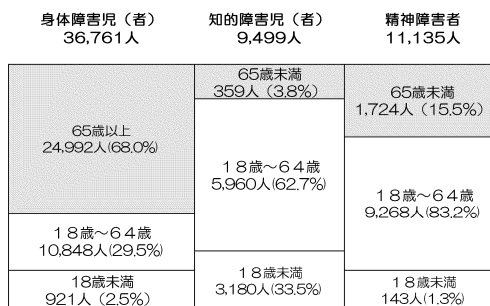 身体障害児（者） 知的障害児（者） 精神障害者
36,761人 9,499人 11,135人
65歳以上
24,992人(68.0%)
１８歳～６４歳
10,848人(29.5%)
18歳未満
921人(2.5%)
65歳未満
359人（3.8%）
１８歳～６４歳
5,960人(62.7%)
１８歳未満
3,180人(33.5%)
65歳未満
1,724人（15.5%）
１８歳～６４歳
9,268人(83.2%)
１８歳未満
143人(1.3%)